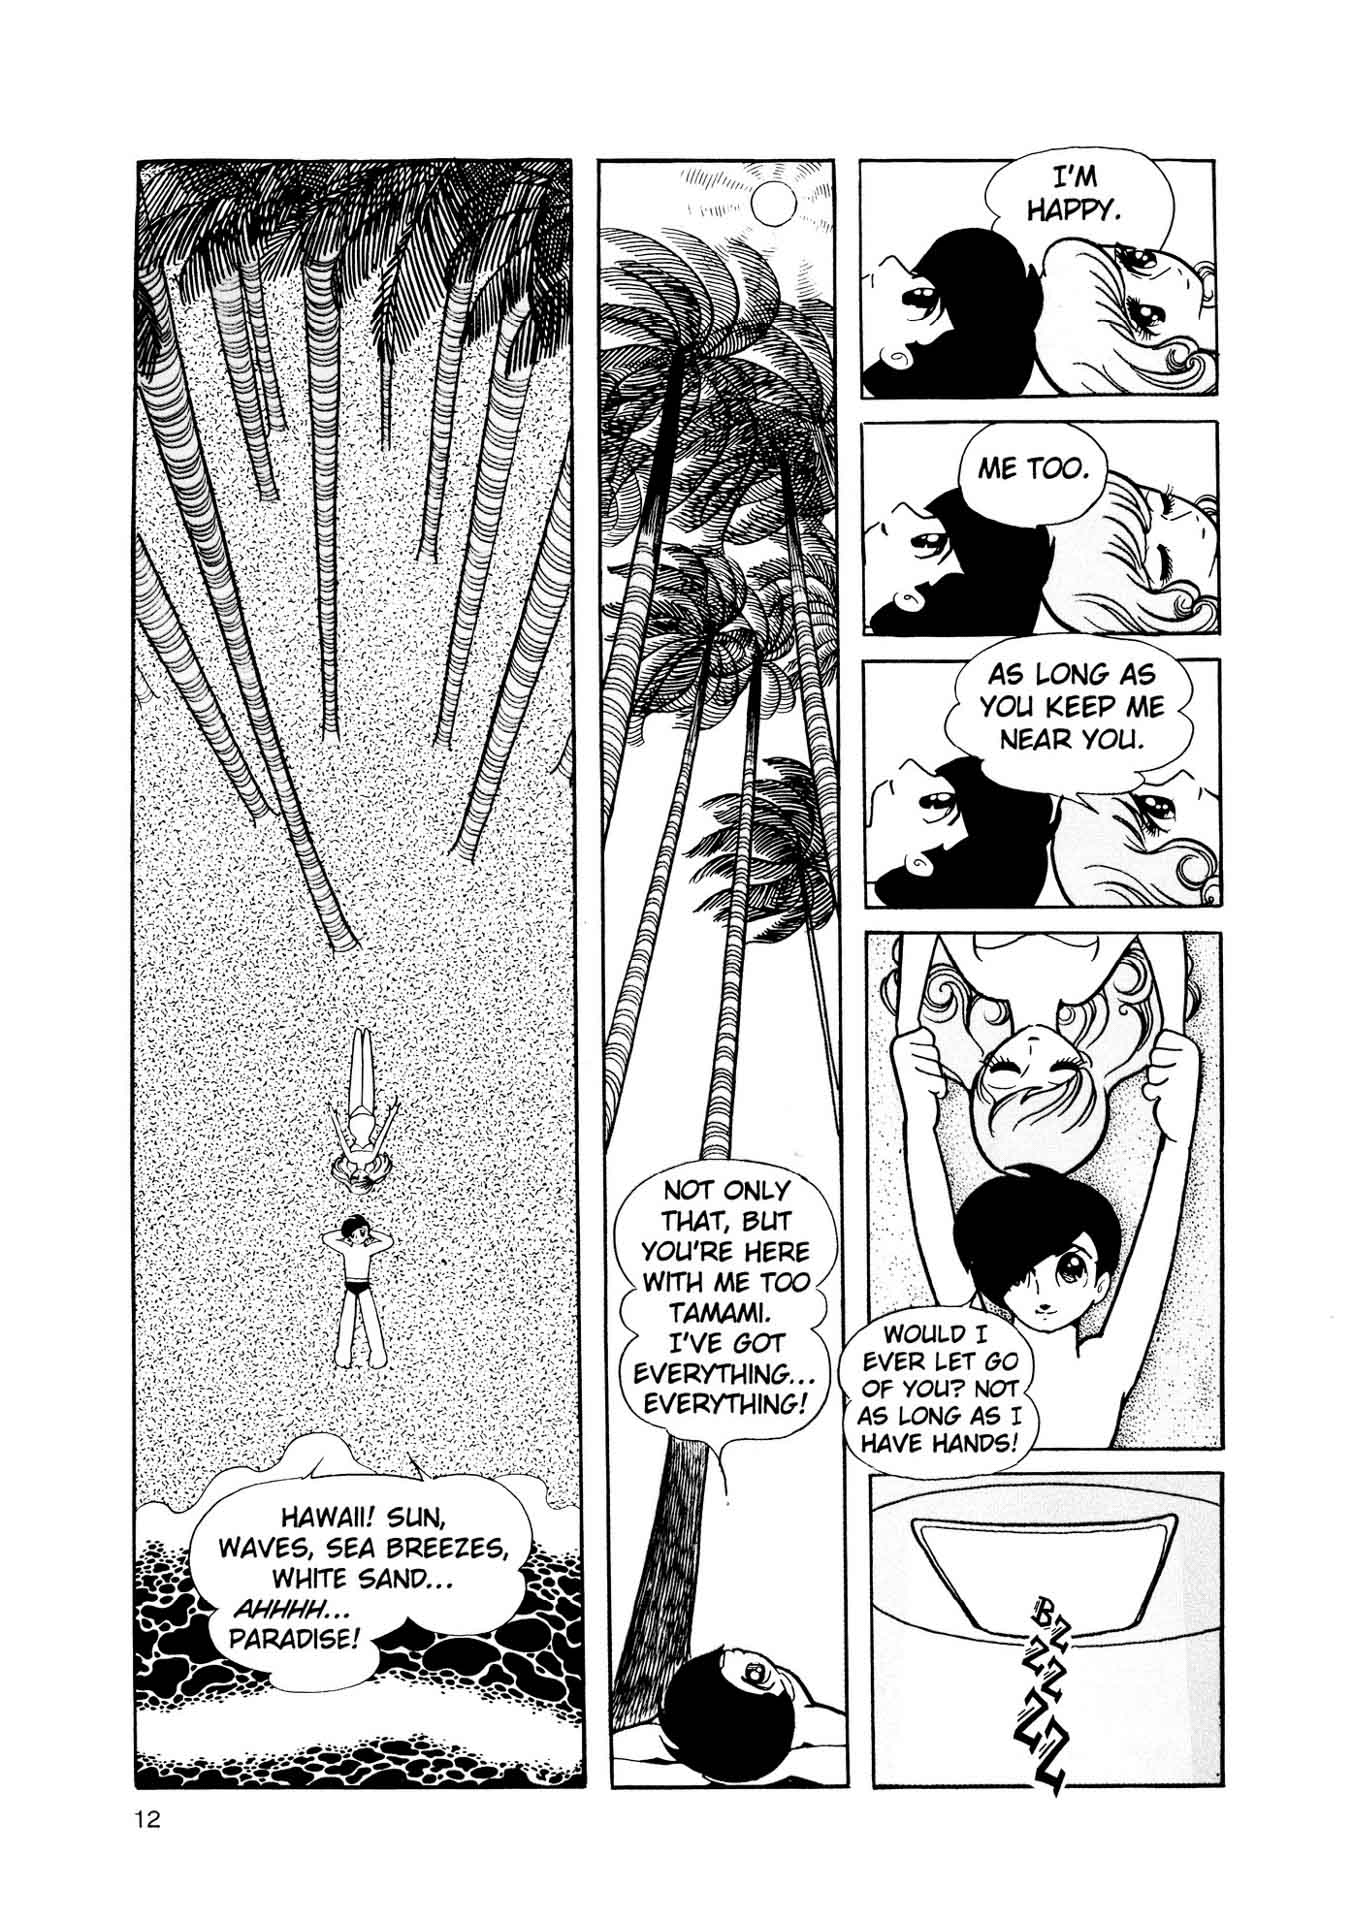 HAWAII! SUN,
WAVES, SEA BREEZES,
WHITE SAND...
AHHHH...
PARADISE!
NOT ONLY
THAT, BUT
YOU'RE HERE
WITH ME TOO
TAMAMI.
I'VE GOT
EVERYTHING...
EVERYTHING!
I'M
HAPPY.
ME TOO.
AS LONG AS
YOU KEEP ME
NEAR YOU.
WOULD I
EVER LET GO
OF YOU? NOT
AS LONG AS I
HAVE HANDS!
BZZZZZZ
12